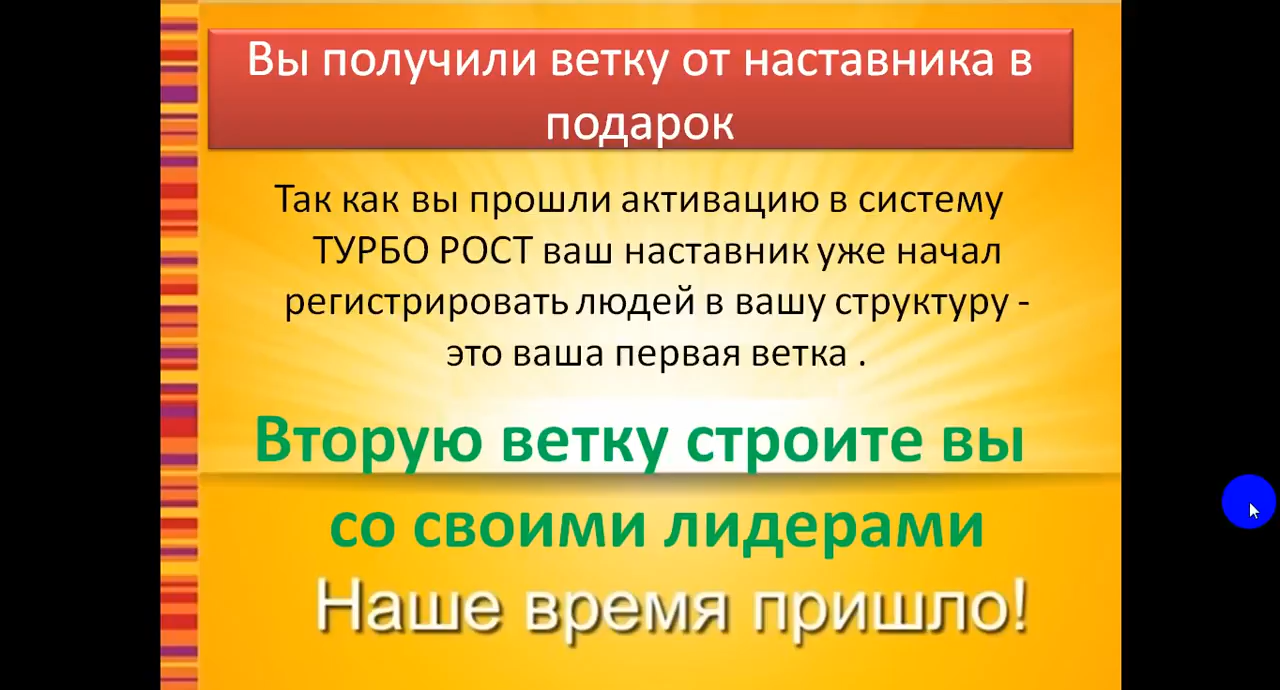 Вы получили ветку от наставника в
подарок
Так как вы прошли активацию в систему
ТУРБО РОСТ ваш наставник уже начал
регистрировать людей в вашу структуру -
это ваша первая ветка .
Вторую ветку строите вы
со своими лидерами
Наше время пришло!